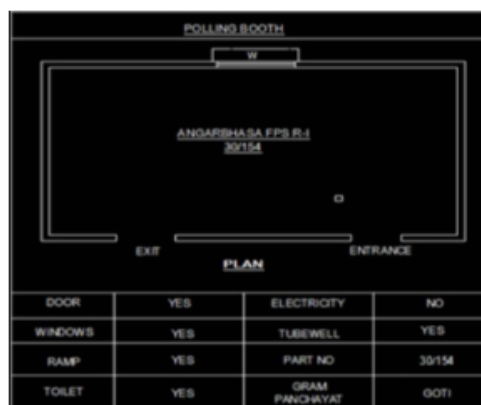 POLLING BOOTH
W
ANGARBHASA FPS R-I
30/154
EXIT
ENTRANCE
PLAN
DOOR YES ELECTRICITY NO
WINDOWS YES TUBEWELL YES
RAMP YES PART NO 30/154
TOILET YES GRAM PANCHAYAT GOTI